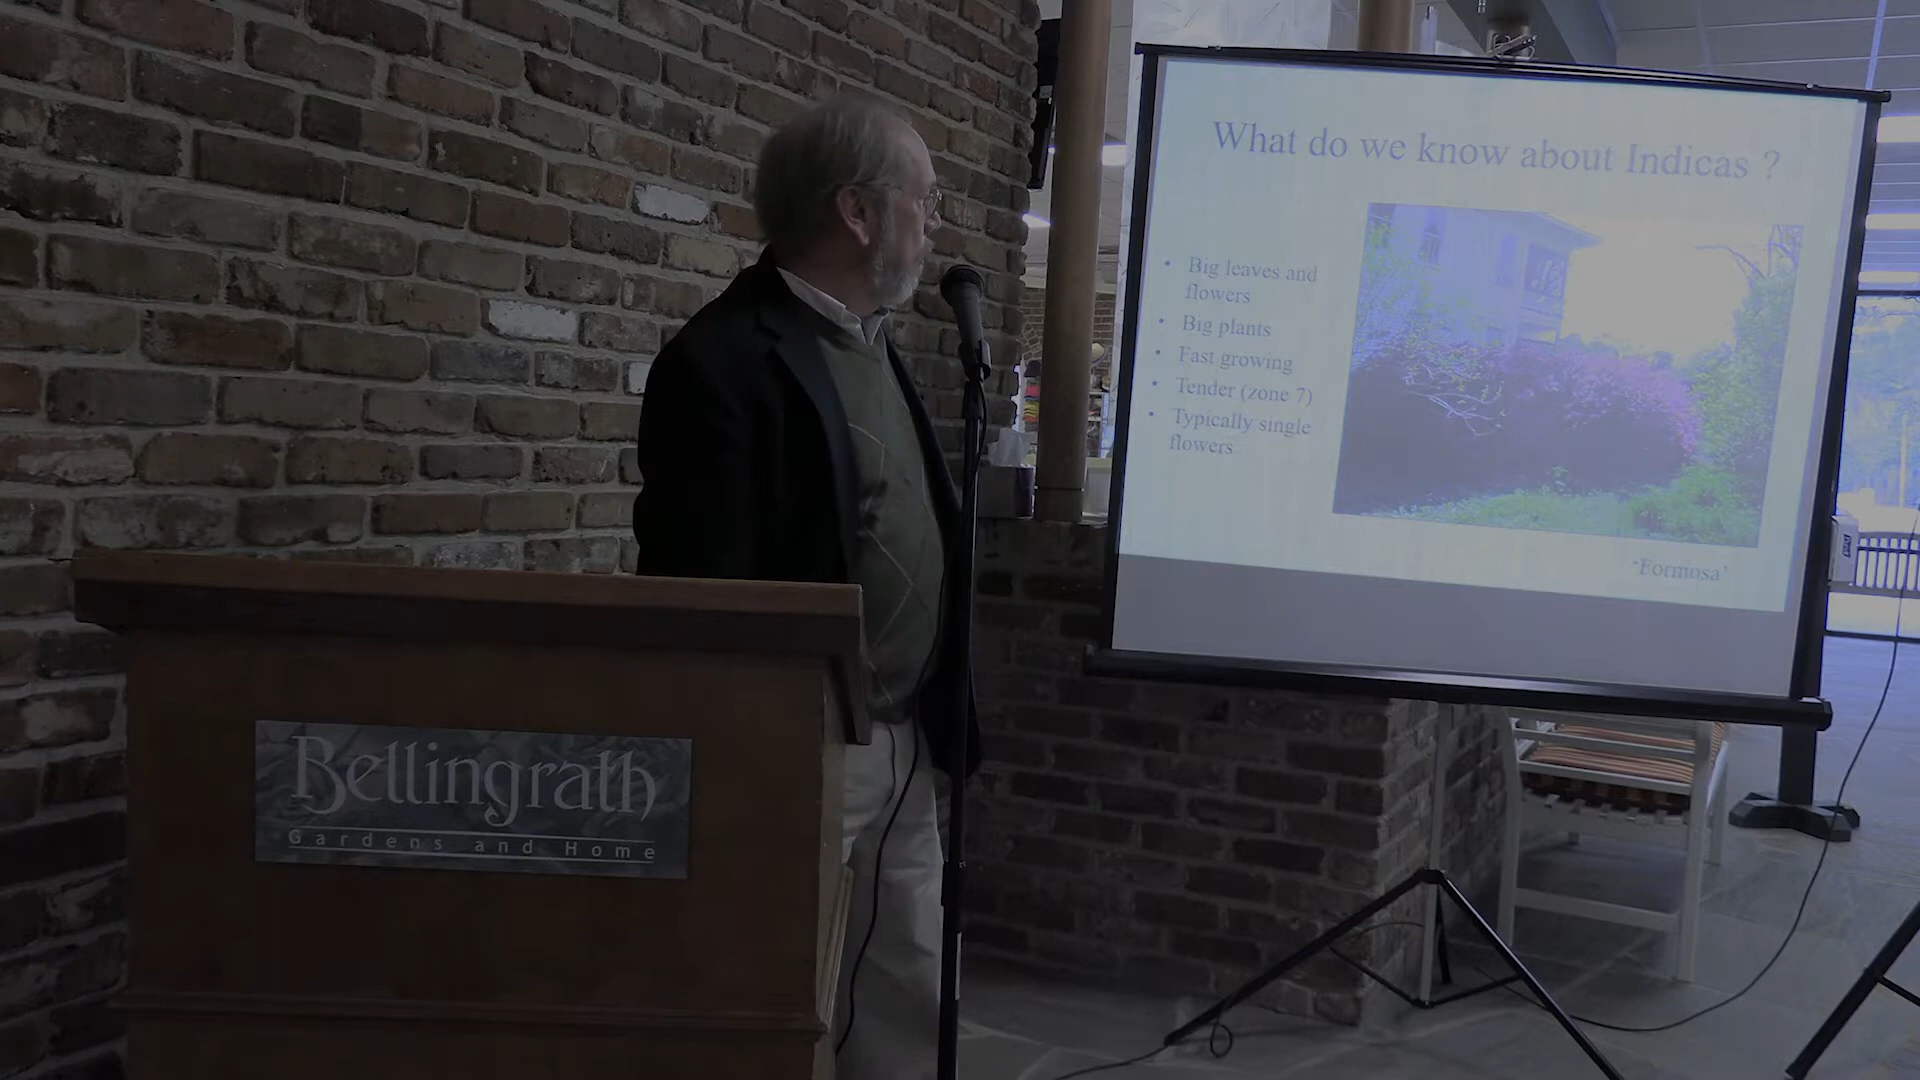 What do we know about Indicas ?
• Big leaves and
flowers
• Big plants
• Fast growing
• Tender (zone 7)
• Typically single
flowers
'Formosa'
Bellingrath
Gardens and Home